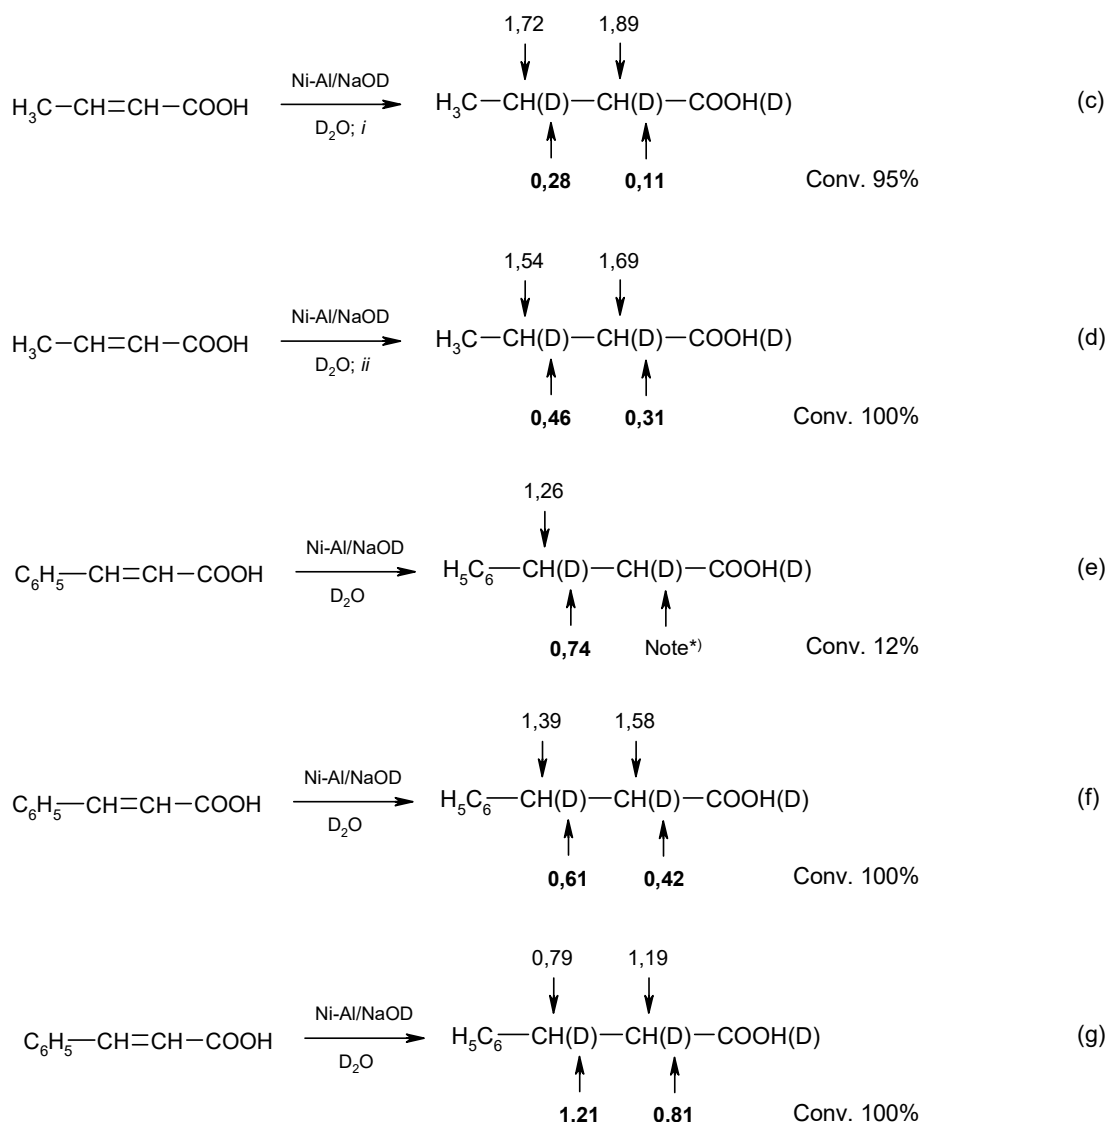 1,72 1,89
H3C—CH=CH—COOH Ni-Al/NaOD H3C—CH(D)—CH(D)—COOH(D) (c)
D2O; i
0,28 0,11 Conv. 95%
1,54 1,69
H3C—CH=CH—COOH Ni-Al/NaOD H3C—CH(D)—CH(D)—COOH(D) (d)
D2O; ii
0,46 0,31 Conv. 100%
1,26
C6H5—CH=CH—COOH Ni-Al/NaOD H5C6—CH(D)—CH(D)—COOH(D) (e)
D2O
0,74 Note*) Conv. 12%
1,39 1,58
C6H5—CH=CH—COOH Ni-Al/NaOD H5C6—CH(D)—CH(D)—COOH(D) (f)
D2O
0,61 0,42 Conv. 100%
0,79 1,19
C6H5—CH=CH—COOH Ni-Al/NaOD H5C6—CH(D)—CH(D)—COOH(D) (g)
D2O
1,21 0,81 Conv. 100%